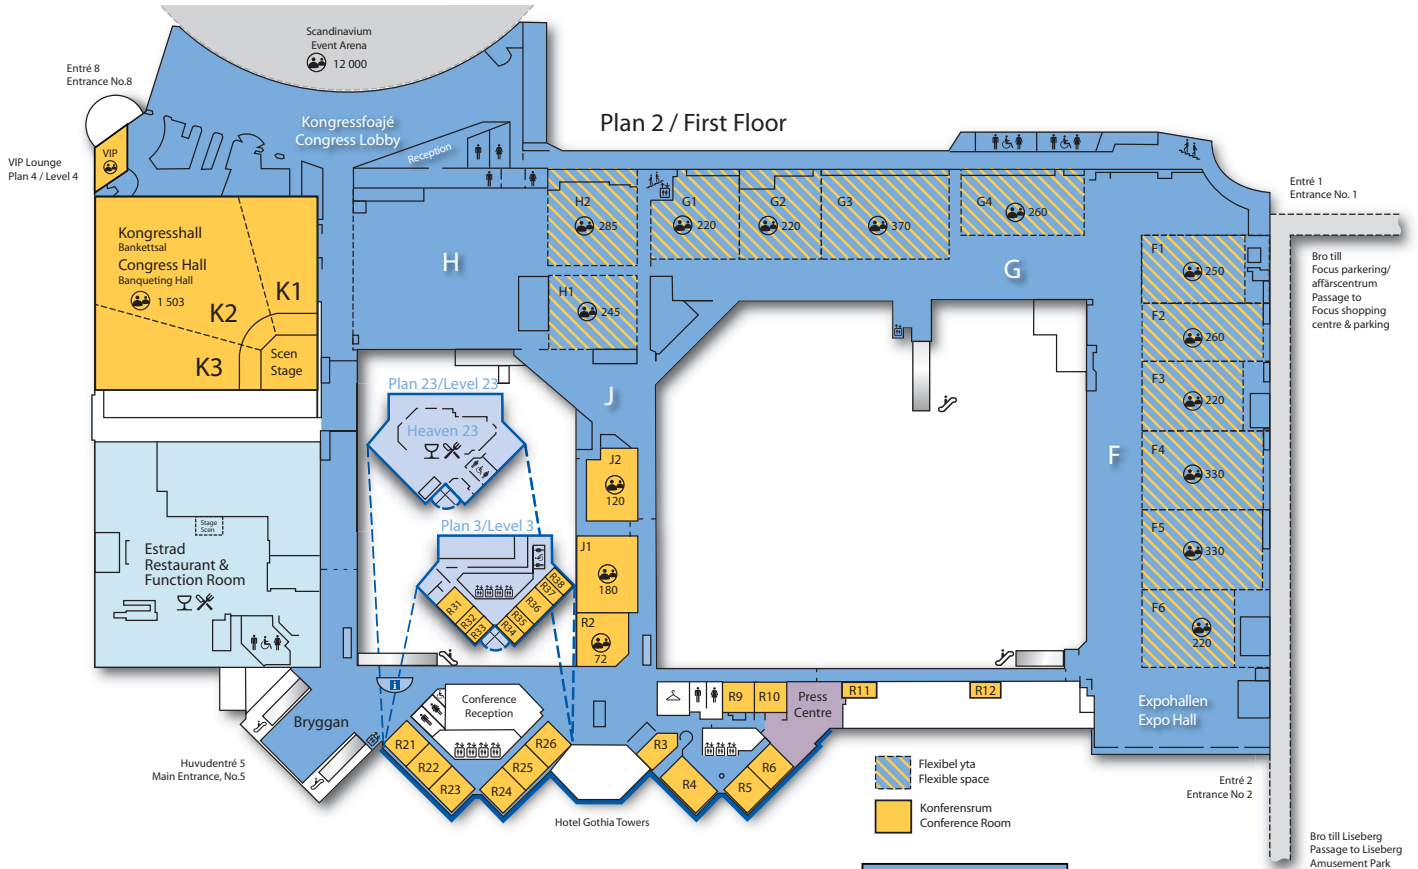 Scandinavium
Event Arena
12 000
Entré 8
Entrance No.8
Kongressfoajé
Congress Lobby
Plan 2 / First Floor
Reception
VIP
VIP Lounge
Plan 4 / Level 4
Entré 1
Entrance No. 1
H2
285
G1
220
G2
220
G3
370
G4
260
Kongresshall
Bankettsal
Congress Hall
Banqueting Hall
1 503
K1
K2
K3
Scen
Stage
H
H1
245
G
F1
250
F2
260
F3
220
F4
330
F5
330
F6
220
F
Bro till
Focus parkering/
affärscentrum
Passage to
Focus shopping
centre & parking
Plan 23/Level 23
Heaven 23
J
J2
120
J1
180
R2
72
Plan 3/Level 3
R31
R32
R33
R34
R35
R36
R37
R38
Stage
Scen
Estrad
Restaurant &
Function Room
i
Bryggan
Conference
Reception
R9
R10
Press
Centre
R11
R12
Expohallen
Expo Hall
R21
R22
R23
R24
R25
R26
R3
R4
R5
R6
Huvudentré 5
Main Entrance, No.5
Hotel Gothia Towers
Flexibel yta
Flexible space
Konferensrum
Conference Room
Entré 2
Entrance No 2
Bro till Liseberg
Passage to Liseberg
Amusement Park